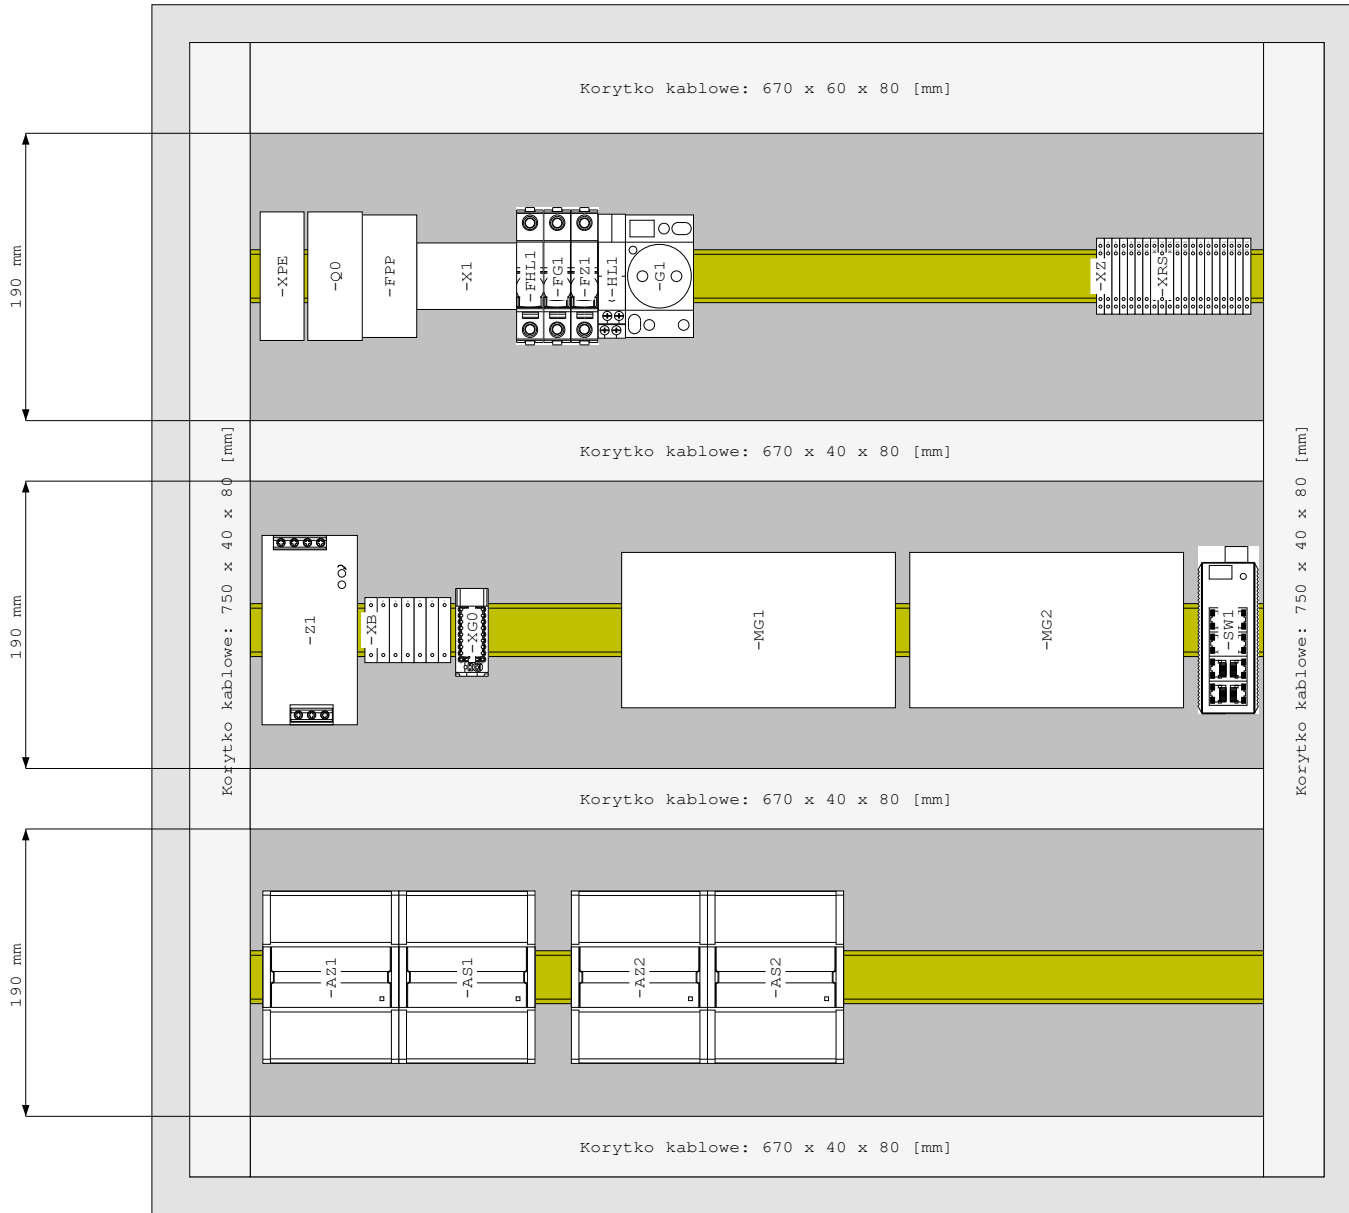 Korytko kablowe: 670 x 60 x 80 [mm]
190 mm
-XPE
-Q0
-FPP
-X1
-FHL1
-FG1
-FZ1
-HL1
-G1
-XZ
-XRS
Korytko kablowe: 670 x 40 x 80 [mm]
Korytko kablowe: 750 x 40 x 80 [mm]
Korytko kablowe: 750 x 40 x 80 [mm]
190 mm
-Z1
-XB
-XG0
-MG1
-MG2
-SW1
Korytko kablowe: 670 x 40 x 80 [mm]
190 mm
-AZ1
-AS1
-AZ2
-AS2
Korytko kablowe: 670 x 40 x 80 [mm]